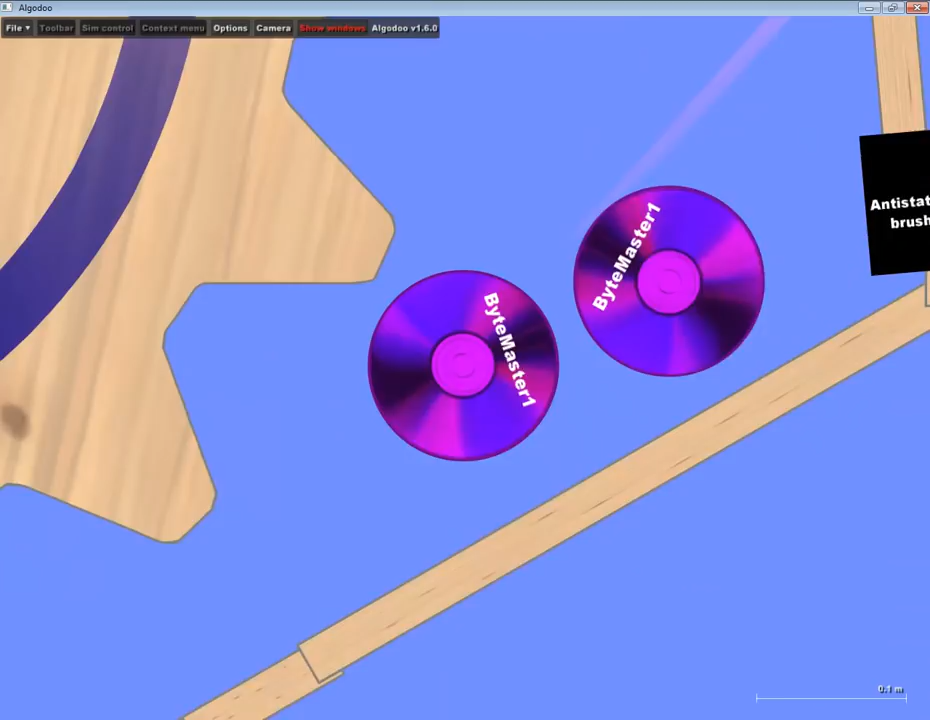 Algodoo
File ▾ Toolbar Sim control Context menu Options Camera Show windows Algodoo v1.6.0
ByteMaster1
ByteMaster1
Antistat
brush
0.1 m